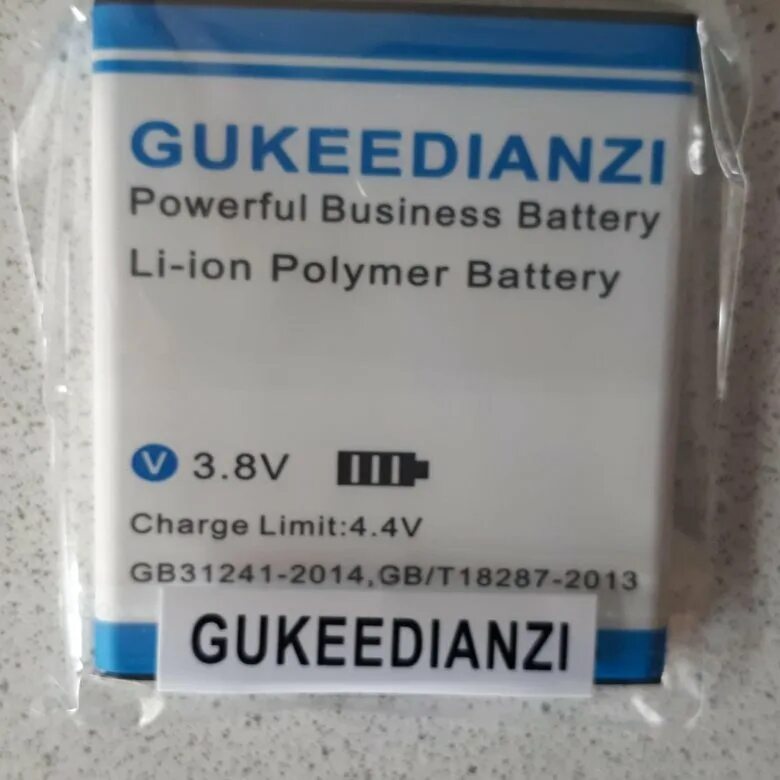 GUKEEDIANZI
Powerful Business Battery
Li-ion Polymer Battery
V 3.8V
Charge Limit:4.4V
GB31241-2014,GB/T18287-2013
GUKEEDIANZI